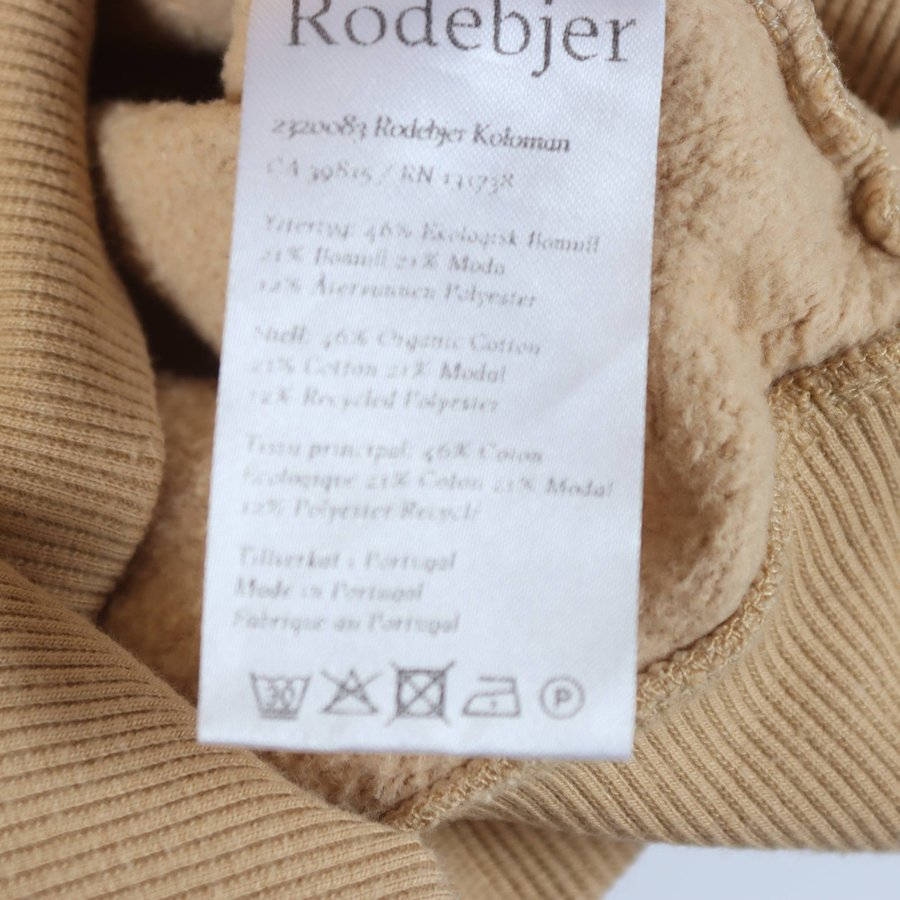 Rodebjer
2320083 Rodebjer Koloman
CA 39815 / RN 131738
Yttertyg: 46% Ekologisk Bomull
21% Bomull 21% Modal
12% Återvunnen Polyester
Shell: 46% Organic Cotton
21% Cotton 21% Modal
12% Recycled Polyester
Tissu principal: 46% Coton
Écologique 21% Coton 21% Modal
12% Polyester Recyclé
Tillverkat i Portugal
Made in Portugal
Fabriqué au Portugal
30 P